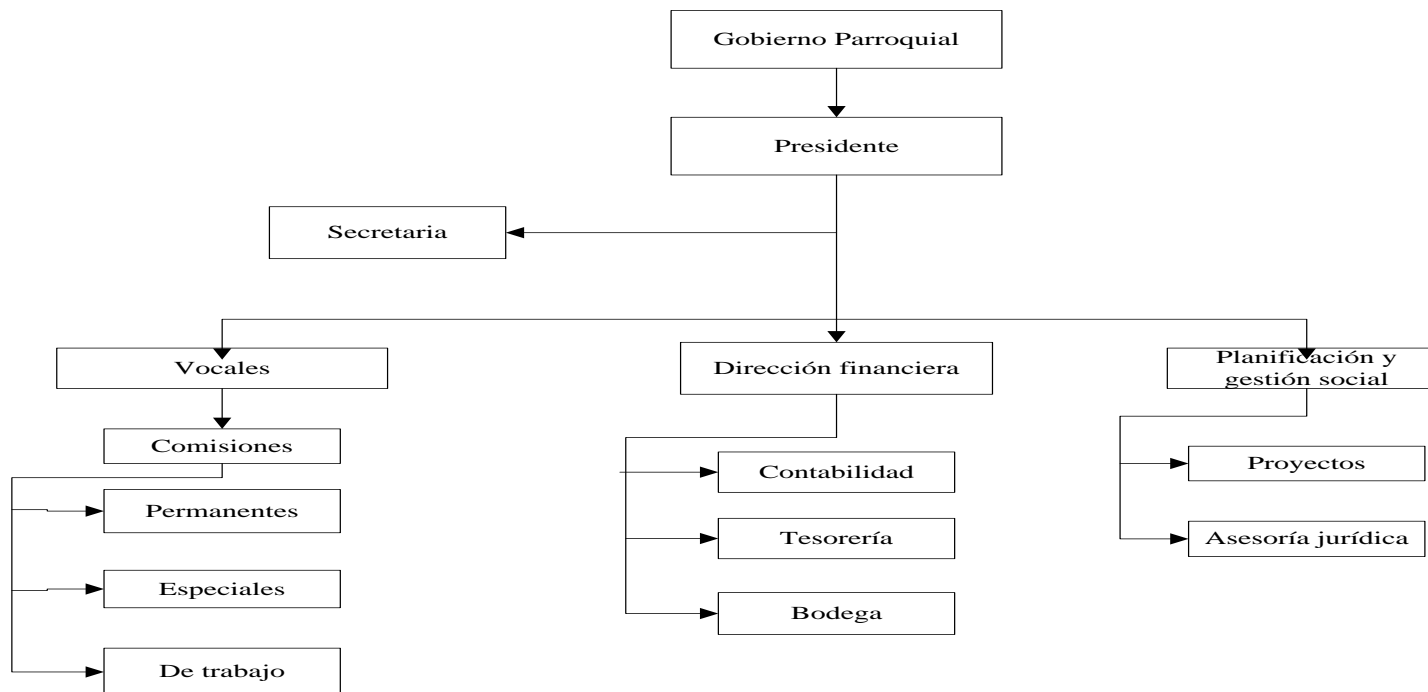 Gobierno Parroquial
Presidente
Secretaria
Vocales
Dirección financiera
Planificación y
gestión social
Comisiones
Permanentes
Especiales
De trabajo
Contabilidad
Tesorería
Bodega
Proyectos
Asesoría jurídica